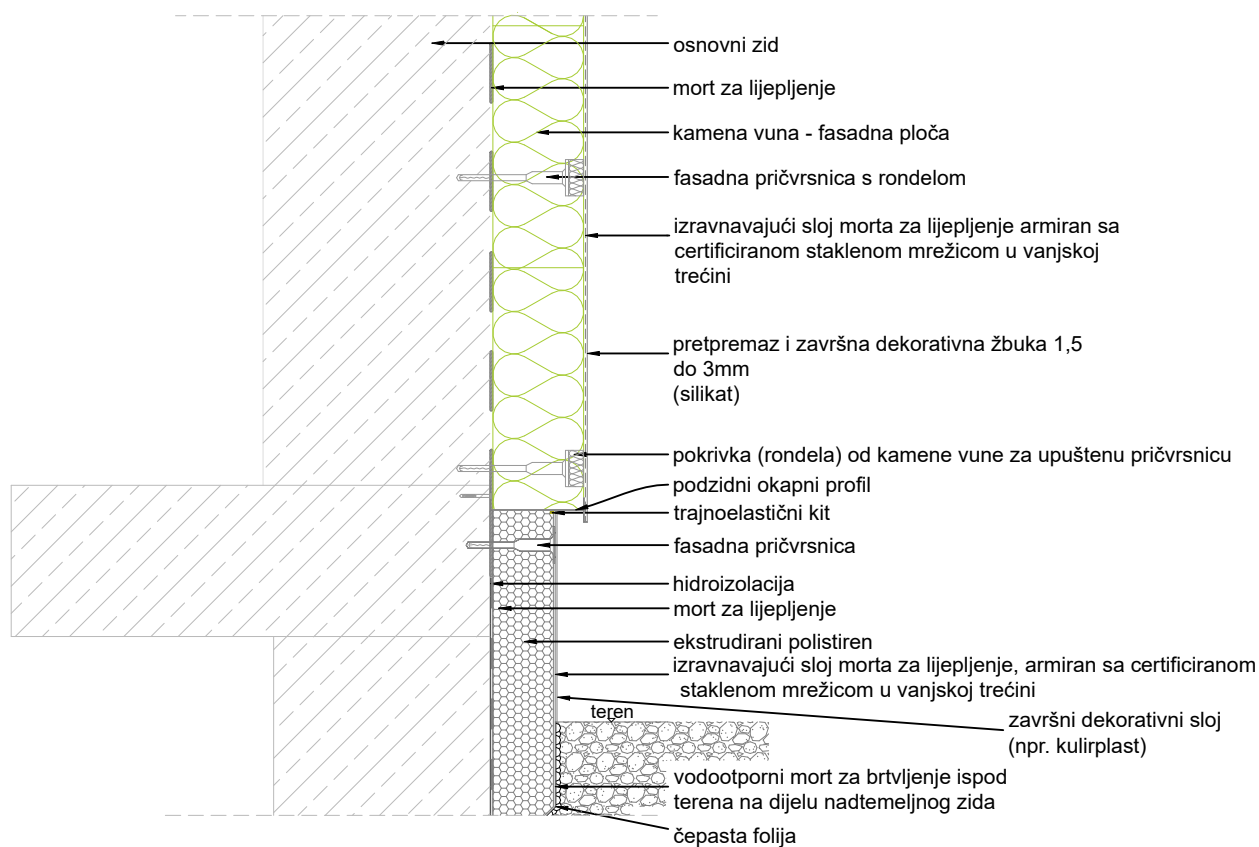 osnovni zid
mort za lijepljenje
kamena vuna - fasadna ploča
fasadna pričvrsnica s rondelom
izravnavajući sloj morta za lijepljenje armiran sa
certificiranom staklenom mrežicom u vanjskoj
trećini
pretpremaz i završna dekorativna žbuka 1,5
do 3mm
(silikat)
pokrivka (rondela) od kamene vune za upuštenu pričvrsnicu
podzidni okapni profil
trajnoelastični kit
fasadna pričvrsnica
hidroizolacija
mort za lijepljenje
ekstrudirani polistiren
izravnavajući sloj morta za lijepljenje, armiran sa certificiranom
staklenom mrežicom u vanjskoj trećini
teren
završni dekorativni sloj
(npr. kulirplast)
vodootporni mort za brtvljenje ispod
terena na dijelu nadtemeljnog zida
čepasta folija